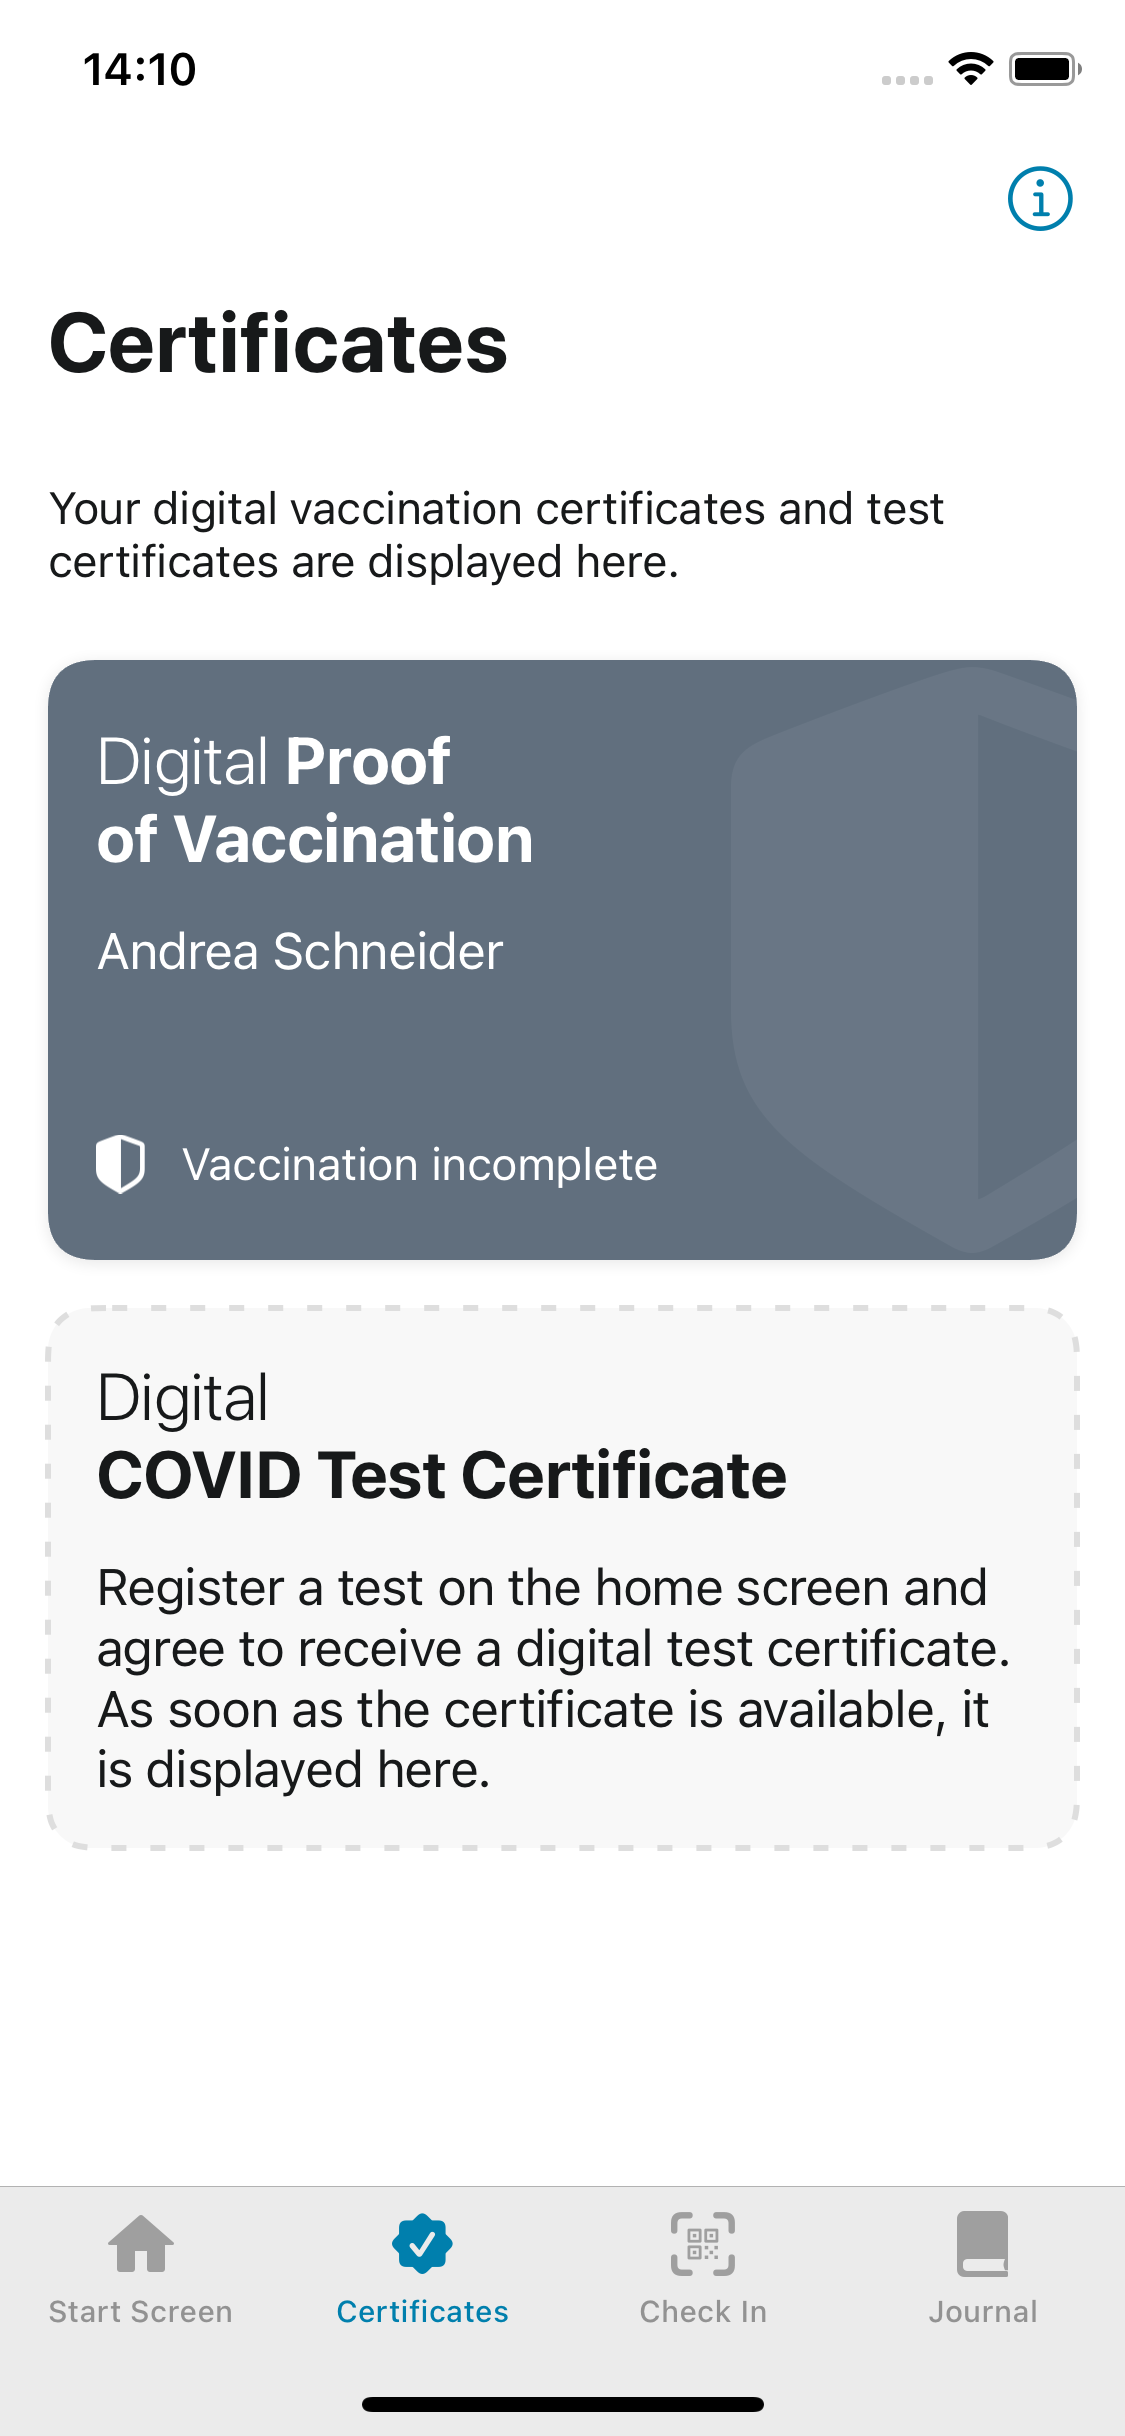 14:10
Certificates
Your digital vaccination certificates and test
certificates are displayed here.
Digital Proof
of Vaccination
Andrea Schneider
Vaccination incomplete
Digital
COVID Test Certificate
Register a test on the home screen and
agree to receive a digital test certificate.
As soon as the certificate is available, it
is displayed here.
Start Screen
Certificates
Check In
Journal